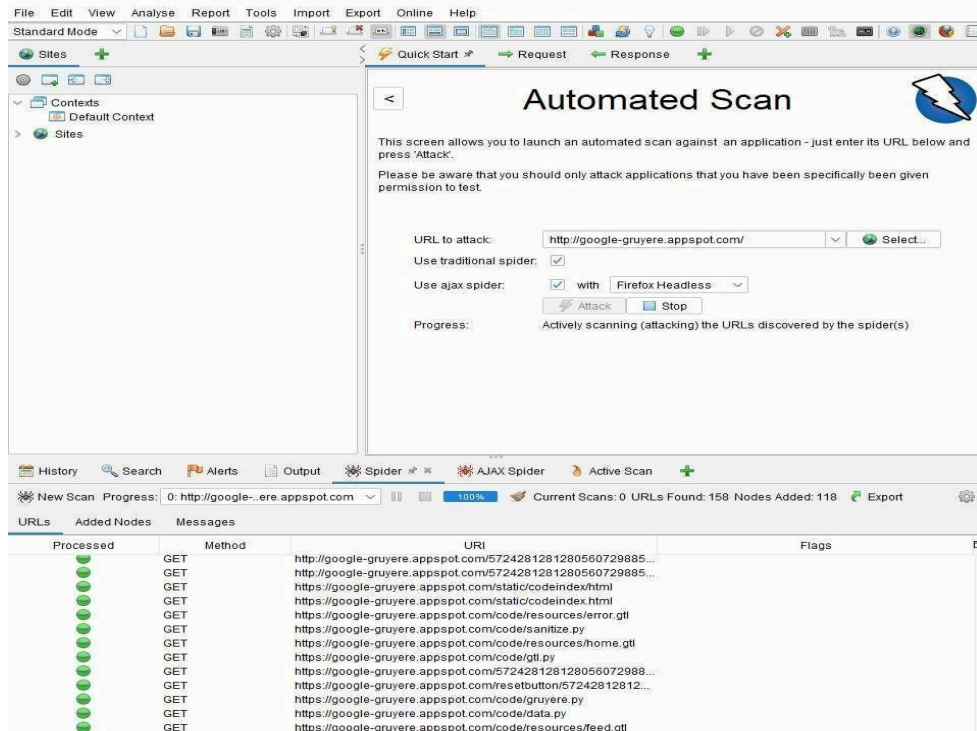 File Edit View Analyse Report Tools Import Export Online Help
Standard Mode
Sites
Quick Start
Request
Response
Contexts
Default Context
Sites
<
Automated Scan
This screen allows you to launch an automated scan against an application - just enter its URL below and
press 'Attack'.
Please be aware that you should only attack applications that you have been specifically been given
permission to test.
URL to attack: http://google-gruyere.appspot.com/ Select...
Use traditional spider:
Use ajax spider: with Firefox Headless
Attack Stop
Progress: Actively scanning (attacking) the URLs discovered by the spider(s)
History Search Alerts Output Spider AJAX Spider Active Scan
New Scan Progress: 0: http://google-..ere.appspot.com 100% Current Scans: 0 URLs Found: 158 Nodes Added: 118 Export
URLs Added Nodes Messages
Processed Method URI Flags
GET http://google-gruyere.appspot.com/5724281281280560729885...
GET http://google-gruyere.appspot.com/5724281281280560729885...
GET https://google-gruyere.appspot.com/static/codeindex/html
GET https://google-gruyere.appspot.com/static/codeindex.html
GET https://google-gruyere.appspot.com/code/resources/error.gtl
GET https://google-gruyere.appspot.com/code/sanitize.py
GET https://google-gruyere.appspot.com/code/resources/home.gtl
GET https://google-gruyere.appspot.com/code/gtl.py
GET https://google-gruyere.appspot.com/code/572428128128056072988...
GET https://google-gruyere.appspot.com/resetbutton/57242812812...
GET https://google-gruyere.appspot.com/code/gruyere.py
GET https://google-gruyere.appspot.com/code/data.py
GET https://google-gruyere.appspot.com/code/resources/feed.gtl